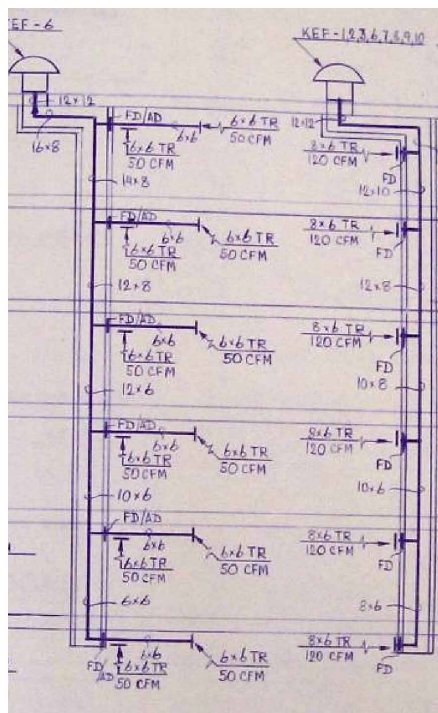 KEF-6
KEF-1,2,3,6,7,8,9,10
12×12
12×12
16×8
FD/AD
6×6
6×6 TR
50 CFM
6×6 TR
50 CFM
8×6 TR
120 CFM
FD
14×8
12×10
FD/AD
6×6
6×6 TR
50 CFM
6×6 TR
50 CFM
8×6 TR
120 CFM
FD
12×8
12×8
FD/AD
6×6
6×6 TR
50 CFM
6×6 TR
50 CFM
8×6 TR
120 CFM
FD
12×6
10×8
FD/AD
6×6
6×6 TR
50 CFM
6×6 TR
50 CFM
8×6 TR
120 CFM
FD
10×6
10×6
FD/AD
6×6
6×6 TR
50 CFM
6×6 TR
50 CFM
8×6 TR
120 CFM
FD
6×6
8×6
FD/AD
6×6
6×6 TR
50 CFM
6×6 TR
50 CFM
8×6 TR
120 CFM
FD